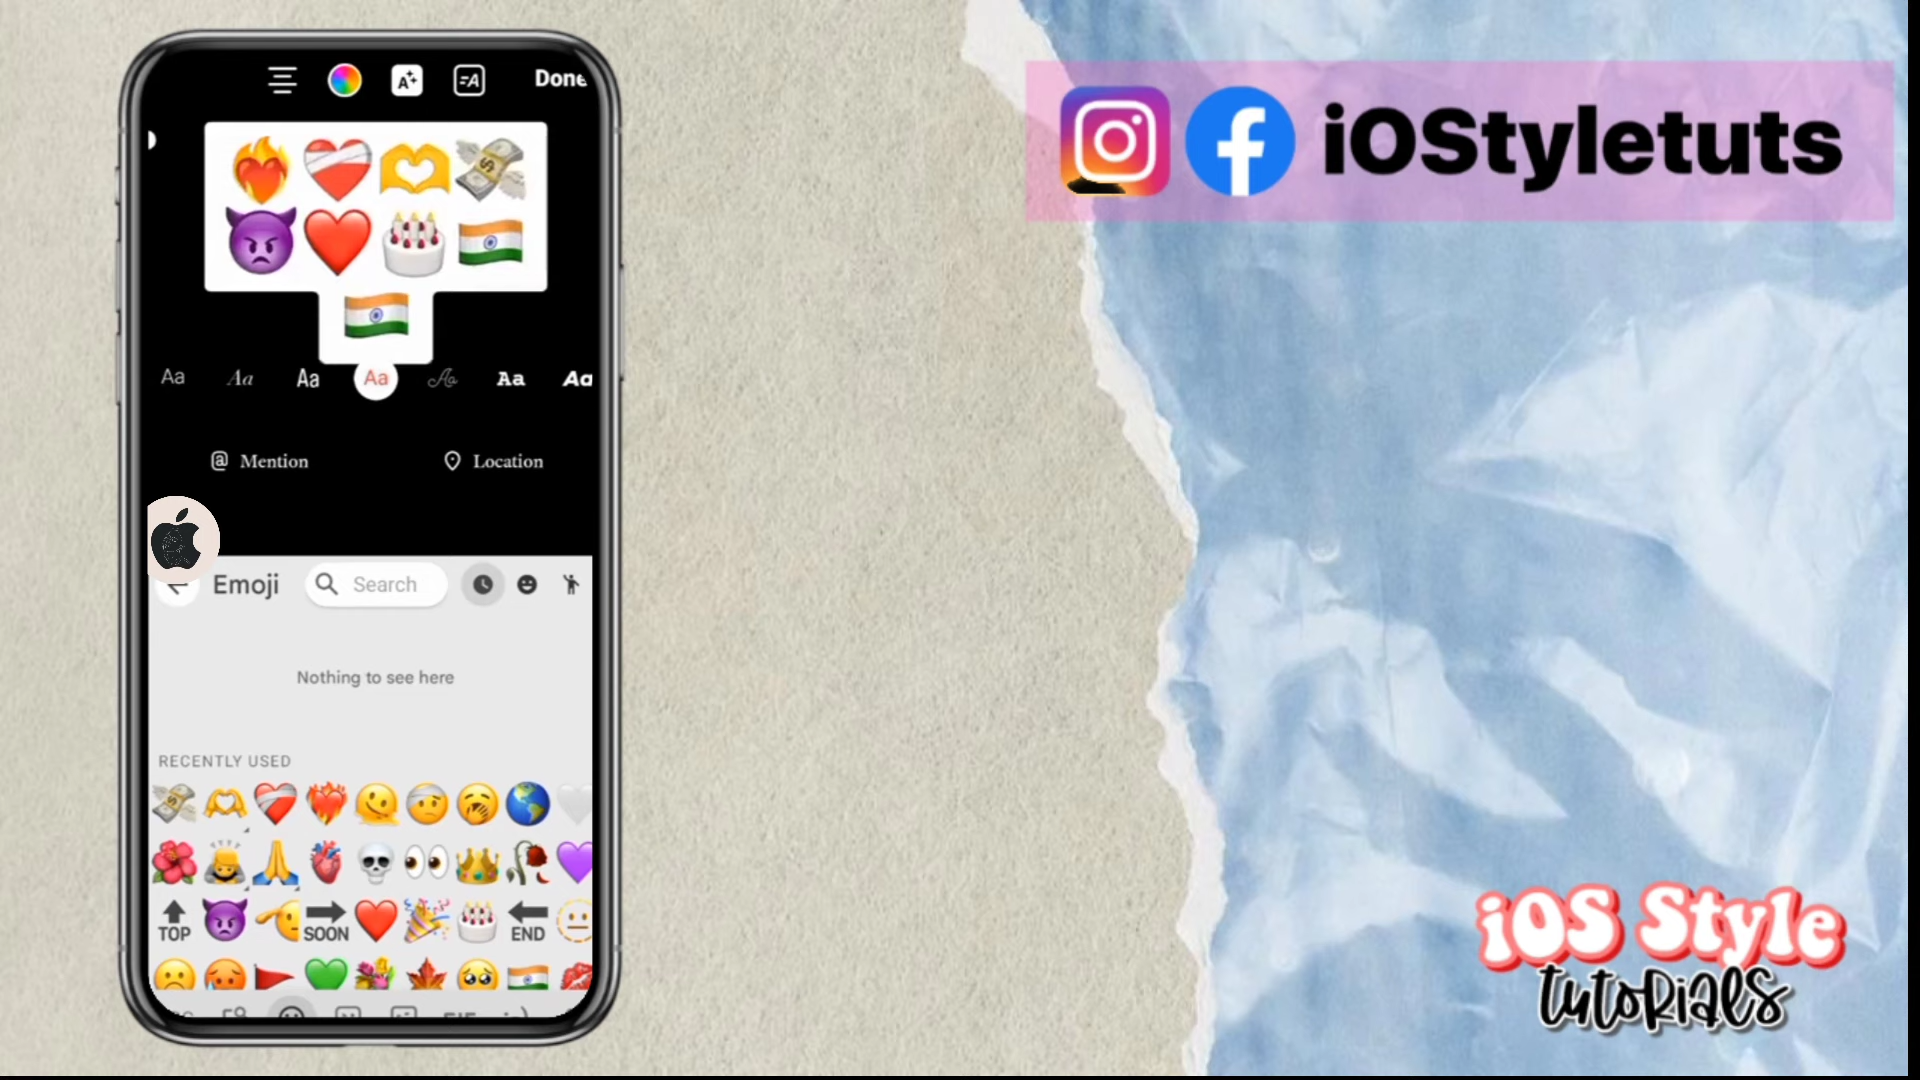 Done
Aa Aa Aa Aa Aa Aa Aa
Mention Location
Emoji Search
Nothing to see here
RECENTLY USED
TOP SOON END
iOStyletuts
iOS Style
tutoRials